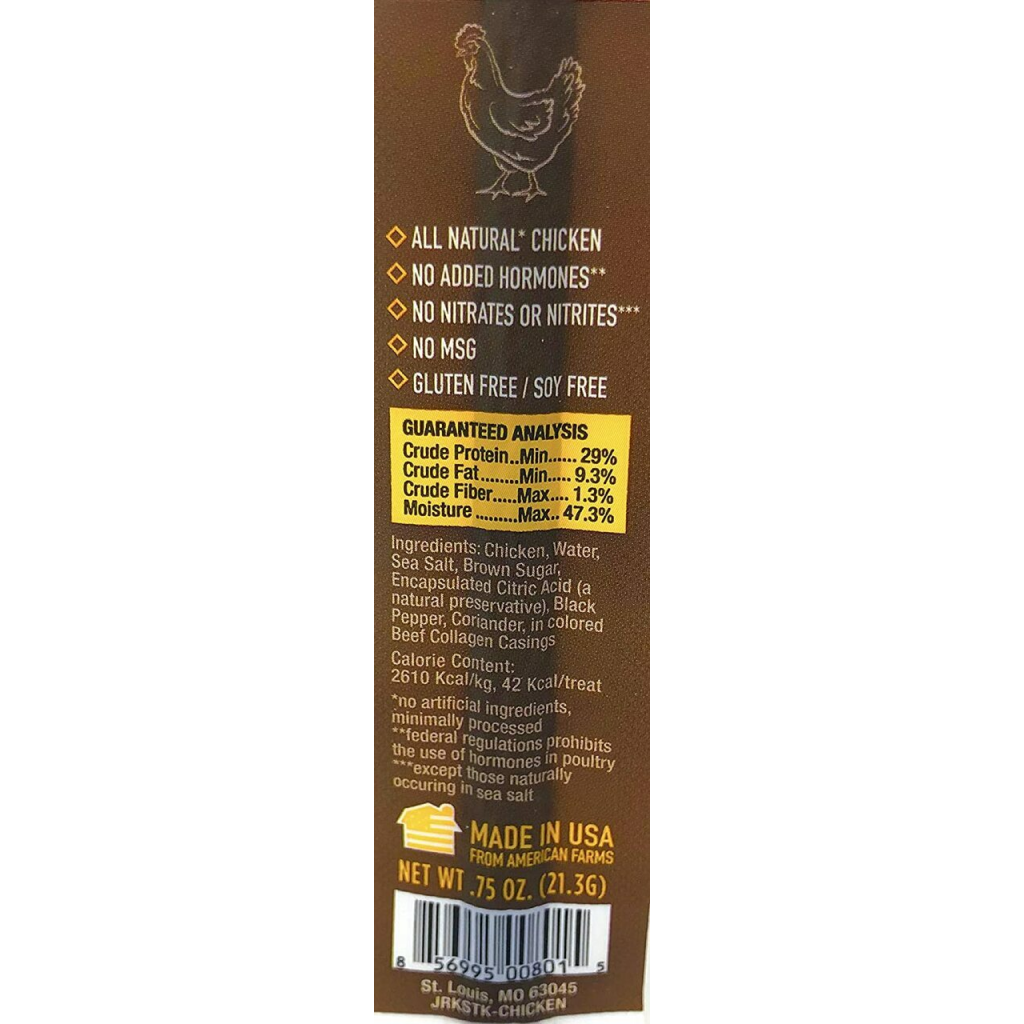 ALL NATURAL* CHICKEN
NO ADDED HORMONES**
NO NITRATES OR NITRITES***
NO MSG
GLUTEN FREE / SOY FREE
GUARANTEED ANALYSIS
Crude Protein..Min...... 29%
Crude Fat........Min..... 9.3%
Crude Fiber.....Max.... 1.3%
Moisture .........Max.. 47.3%
Ingredients: Chicken, Water,
Sea Salt, Brown Sugar,
Encapsulated Citric Acid (a
natural preservative), Black
Pepper, Coriander, in colored
Beef Collagen Casings
Calorie Content:
2610 Kcal/kg, 42 Kcal/treat
*no artificial ingredients,
minimally processed
**federal regulations prohibits
the use of hormones in poultry
***except those naturally
occuring in sea salt
MADE IN USA
FROM AMERICAN FARMS
NET WT .75 OZ. (21.3G)
8 56995 00801 5
St. Louis, MO 63045
JRKSTK-CHICKEN